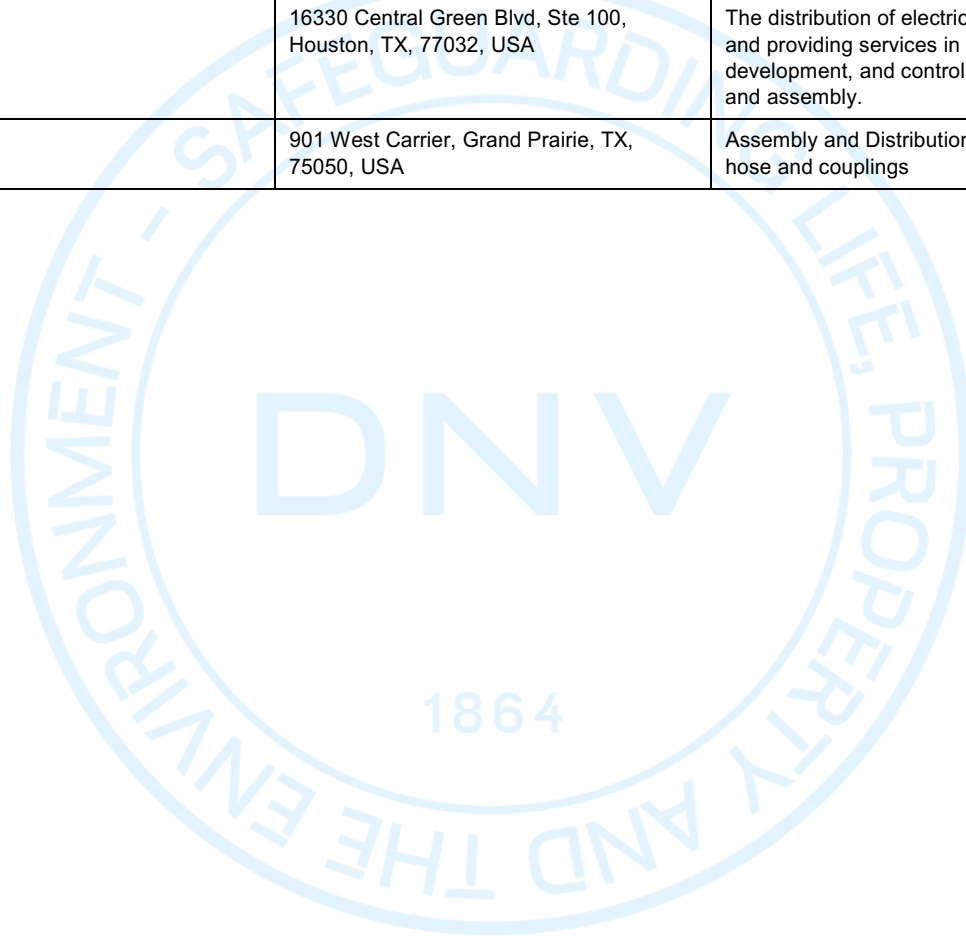 16330 Central Green Blvd, Ste 100,
Houston, TX, 77032, USA
The distribution of electric
and providing services in
development, and control
and assembly.
901 West Carrier, Grand Prairie, TX,
75050, USA
Assembly and Distribution
hose and couplings
SAFEGUARDING LIFE, PROPERTY AND THE ENVIRONMENT -
DNV
1864